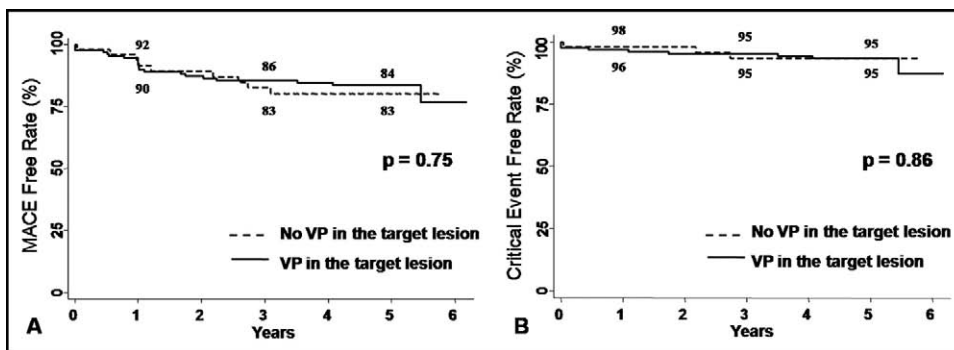 MACE Free Rate (%)
100
75
50
25
0
92
90
86
83
84
83
p = 0.75
No VP in the target lesion
VP in the target lesion
0 1 2 3 4 5 6
Years
A
Critical Event Free Rate (%)
100
75
50
25
0
98
96
95
95
95
95
p = 0.86
No VP in the target lesion
VP in the target lesion
0 1 2 3 4 5 6
Years
B